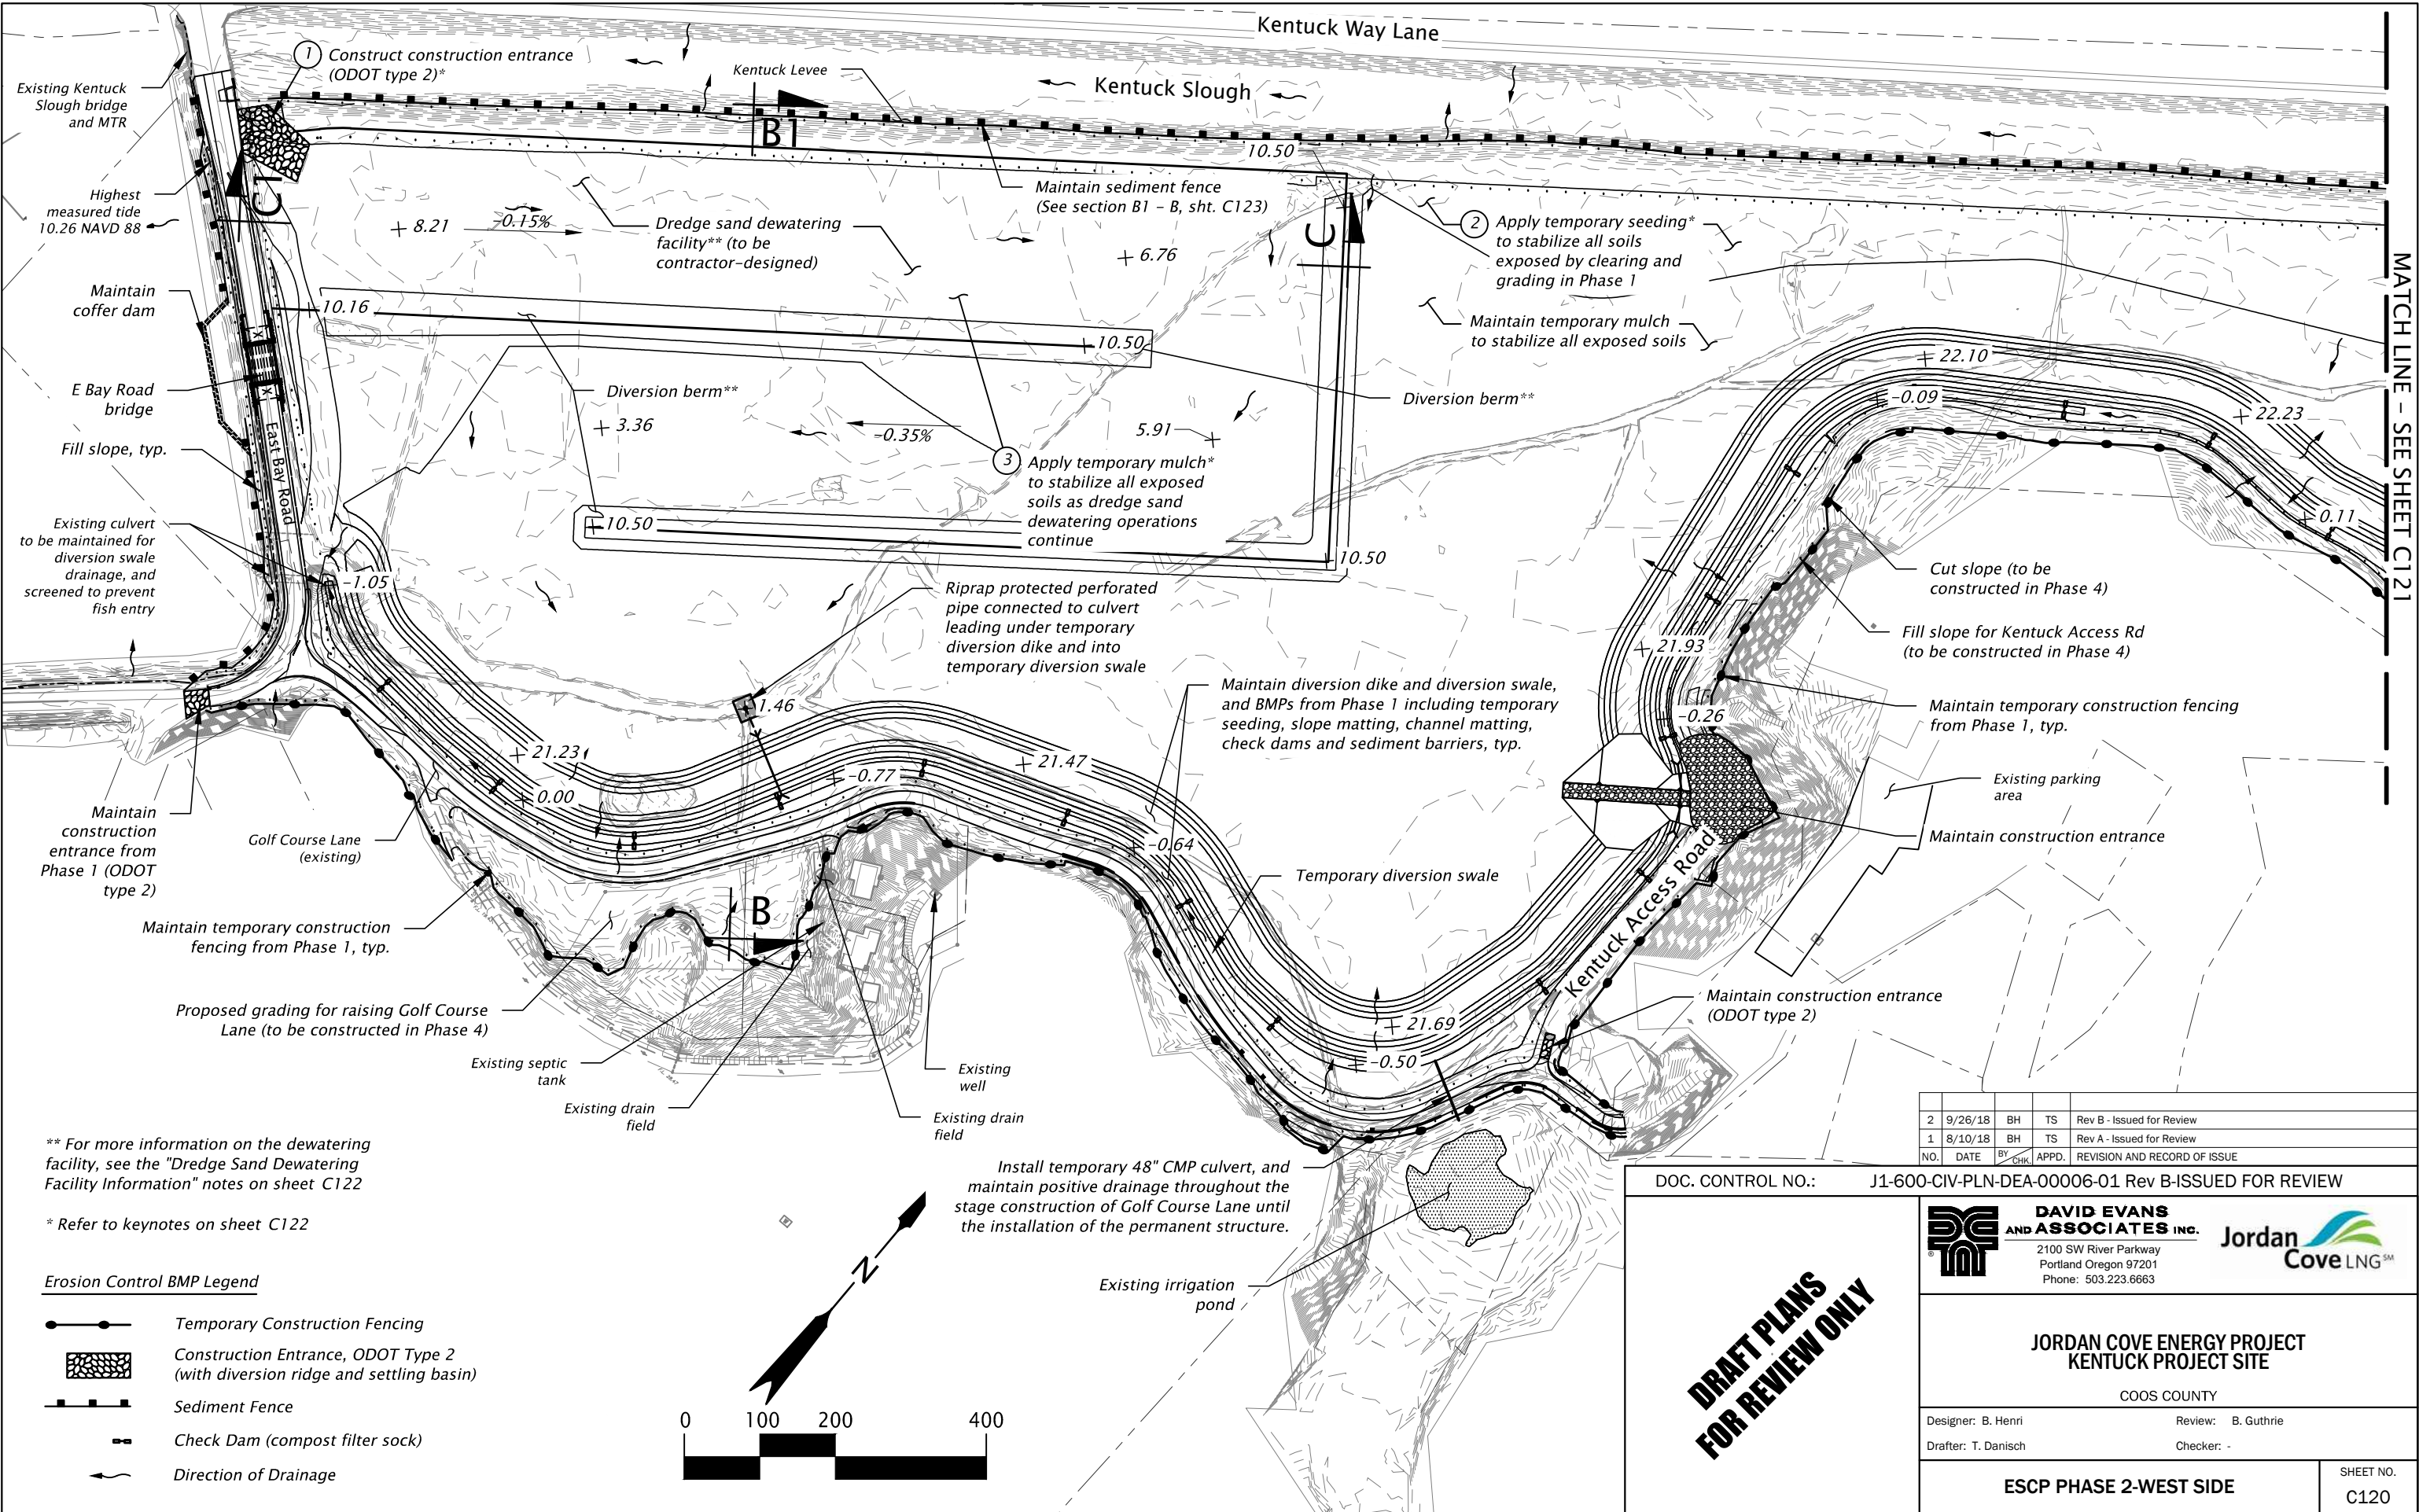 Kentuck Way Lane
1 Construct construction entrance
(ODOT type 2)*
Kentuck Levee
Kentuck Slough
Existing Kentuck
Slough bridge
and MTR
B1
10.50
C1
Highest
measured tide
10.26 NAVD 88
8.21
-0.15%
Dredge sand dewatering
facility** (to be
contractor-designed)
Maintain sediment fence
(See section B1 - B, sht. C123)
6.76
C
2 Apply temporary seeding*
to stabilize all soils
exposed by clearing and
grading in Phase 1
MATCH LINE - SEE SHEET C121
Maintain
coffer dam
10.16
10.50
Maintain temporary mulch
to stabilize all exposed soils
22.10
E Bay Road
bridge
Diversion berm**
Diversion berm**
-0.09
22.23
3.36
-0.35%
5.91
Fill slope, typ.
East Bay Road
3 Apply temporary mulch*
to stabilize all exposed
soils as dredge sand
dewatering operations
continue
10.50
10.50
0.11
Existing culvert
to be maintained for
diversion swale
drainage, and
screened to prevent
fish entry
-1.05
Riprap protected perforated
pipe connected to culvert
leading under temporary
diversion dike and into
temporary diversion swale
Cut slope (to be
constructed in Phase 4)
Fill slope for Kentuck Access Rd
(to be constructed in Phase 4)
21.93
1.46
Maintain diversion dike and diversion swale,
and BMPs from Phase 1 including temporary
seeding, slope matting, channel matting,
check dams and sediment barriers, typ.
-0.26
Maintain temporary construction fencing
from Phase 1, typ.
21.23
21.47
-0.77
0.00
Existing parking
area
Maintain
construction
entrance from
Phase 1 (ODOT
type 2)
Golf Course Lane
(existing)
-0.64
Maintain construction entrance
Temporary diversion swale
Kentuck Access Road
B
Maintain temporary construction
fencing from Phase 1, typ.
Proposed grading for raising Golf Course
Lane (to be constructed in Phase 4)
Maintain construction entrance
(ODOT type 2)
21.69
-0.50
Existing septic
tank
Existing
well
Existing drain
field
Existing drain
field
Install temporary 48" CMP culvert, and
maintain positive drainage throughout the
stage construction of Golf Course Lane until
the installation of the permanent structure.
Existing irrigation
pond
** For more information on the dewatering
facility, see the "Dredge Sand Dewatering
Facility Information" notes on sheet C122
* Refer to keynotes on sheet C122
Erosion Control BMP Legend
Temporary Construction Fencing
Construction Entrance, ODOT Type 2
(with diversion ridge and settling basin)
Sediment Fence
Check Dam (compost filter sock)
Direction of Drainage
N
0 100 200 400
DRAFT PLANS
FOR REVIEW ONLY
2 9/26/18 BH TS Rev B - Issued for Review
1 8/10/18 BH TS Rev A - Issued for Review
NO. DATE BY CHK. APPD. REVISION AND RECORD OF ISSUE
DOC. CONTROL NO.: J1-600-CIV-PLN-DEA-00006-01 Rev B-ISSUED FOR REVIEW
DAVID EVANS
AND ASSOCIATES INC.
2100 SW River Parkway
Portland Oregon 97201
Phone: 503.223.6663
Jordan
Cove LNG SM
JORDAN COVE ENERGY PROJECT
KENTUCK PROJECT SITE
COOS COUNTY
Designer: B. Henri Review: B. Guthrie
Drafter: T. Danisch Checker: -
ESCP PHASE 2-WEST SIDE
SHEET NO.
C120